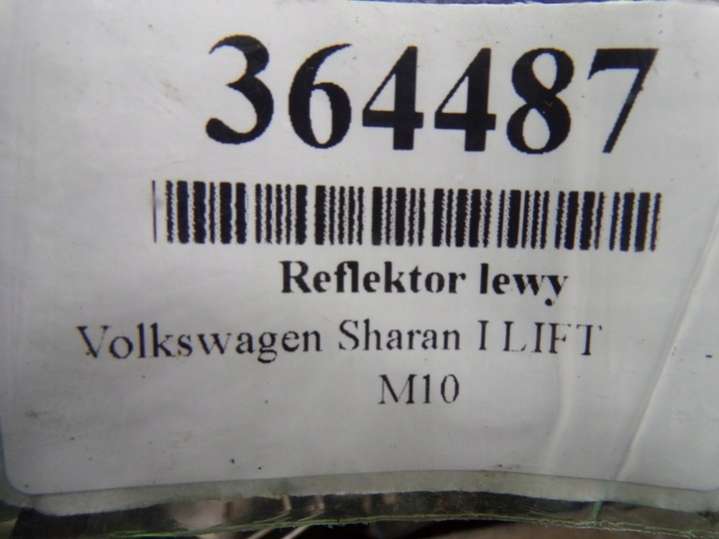 364487
Reflektor lewy
Volkswagen Sharan I LIFT
M10